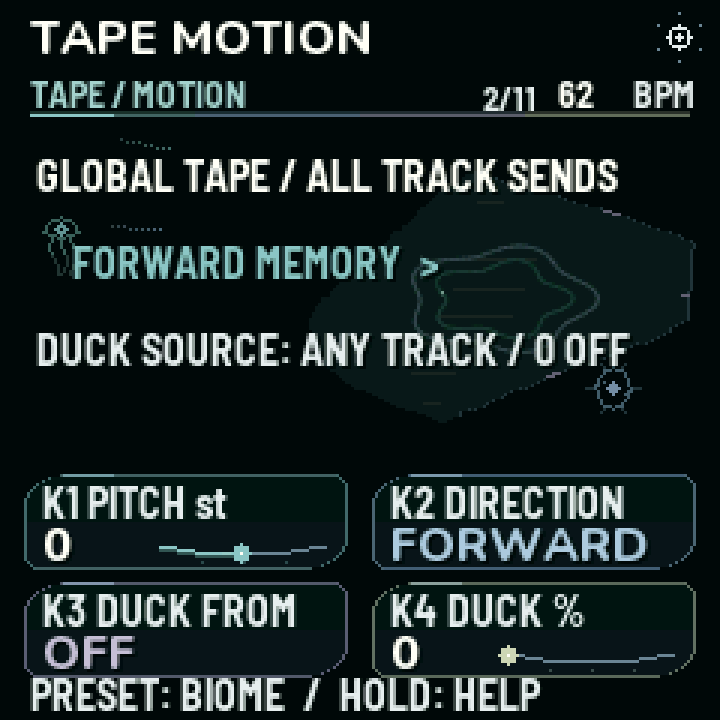 TAPE MOTION
TAPE / MOTION 2/11 62 BPM
GLOBAL TAPE / ALL TRACK SENDS
FORWARD MEMORY >
DUCK SOURCE: ANY TRACK / 0 OFF
K1 PITCH st
0
K2 DIRECTION
FORWARD
K3 DUCK FROM
OFF
K4 DUCK %
0
PRESET: BIOME / HOLD: HELP